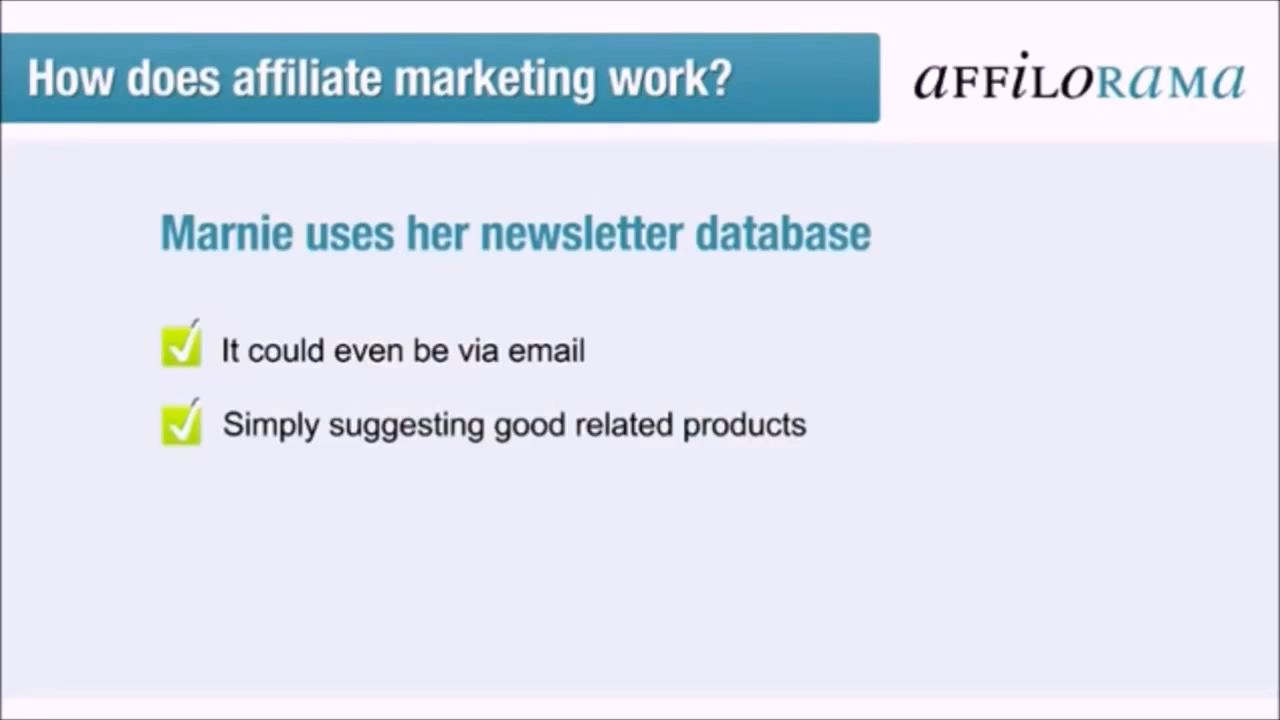 How does affiliate marketing work?
AFFiLORAMA
Marnie uses her newsletter database
It could even be via email
Simply suggesting good related products